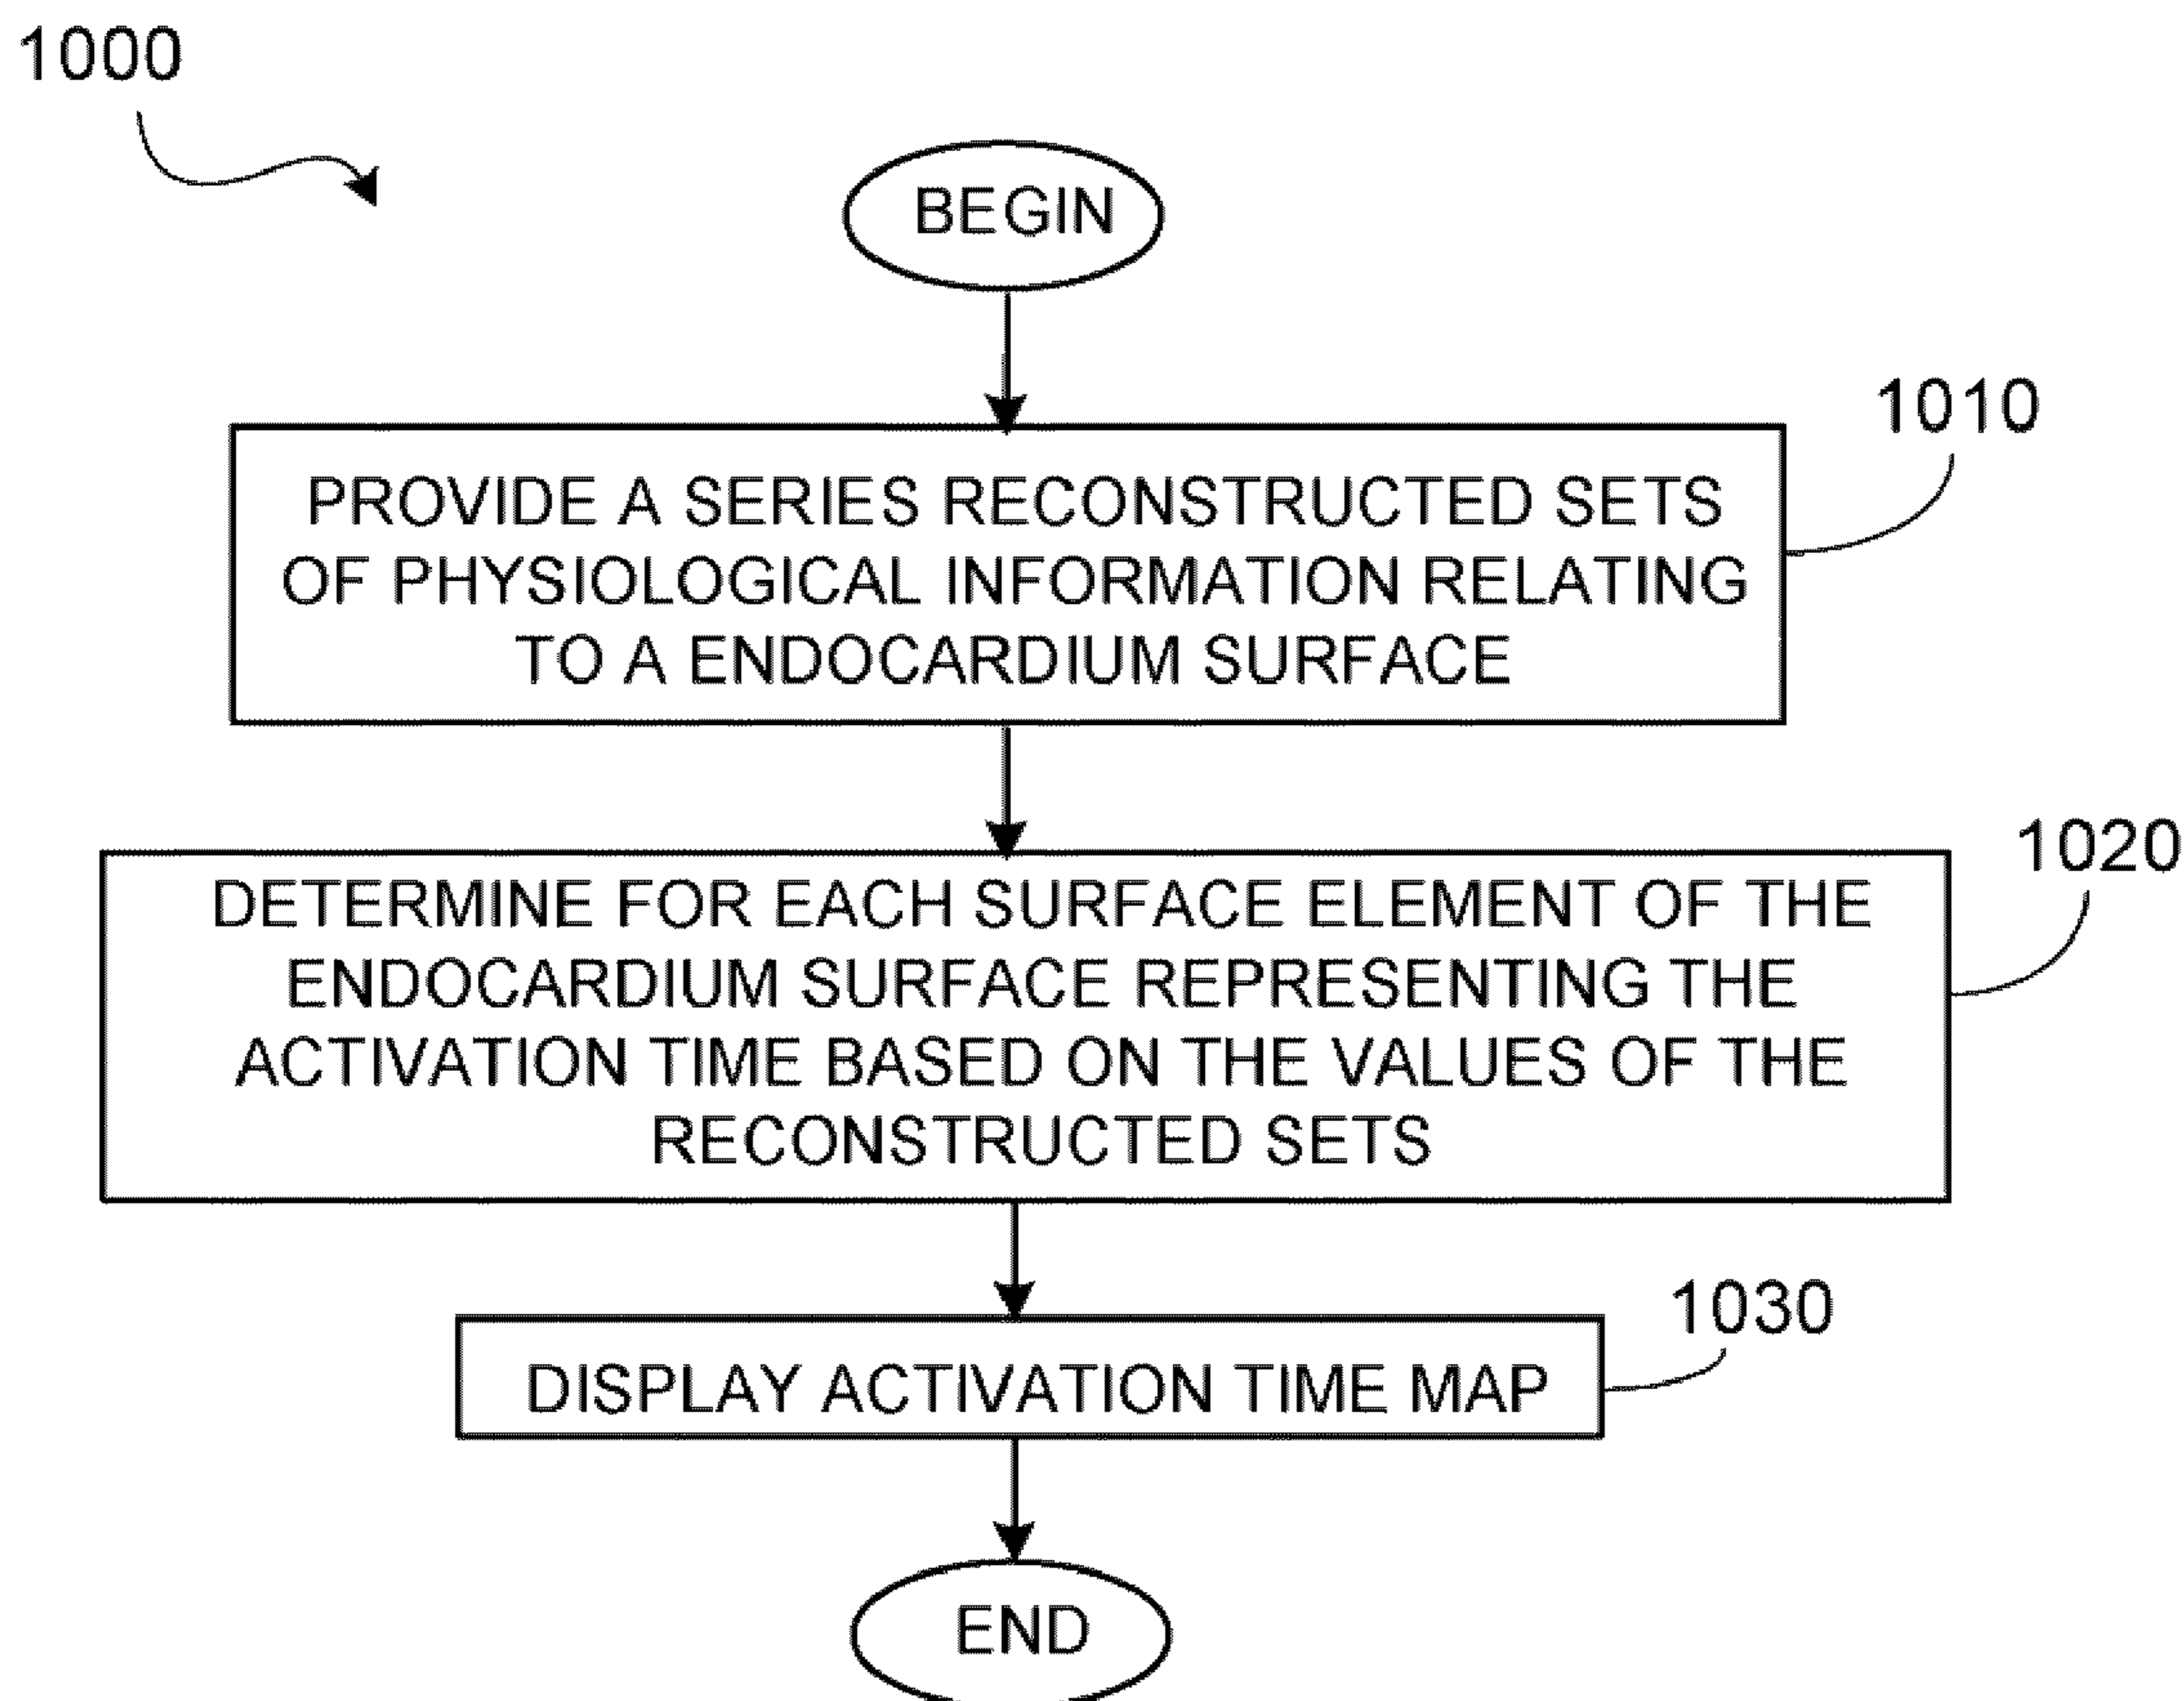 1000
BEGIN
1010
PROVIDE A SERIES RECONSTRUCTED SETS
OF PHYSIOLOGICAL INFORMATION RELATING
TO A ENDOCARDIUM SURFACE
1020
DETERMINE FOR EACH SURFACE ELEMENT OF THE
ENDOCARDIUM SURFACE REPRESENTING THE
ACTIVATION TIME BASED ON THE VALUES OF THE
RECONSTRUCTED SETS
1030
DISPLAY ACTIVATION TIME MAP
END